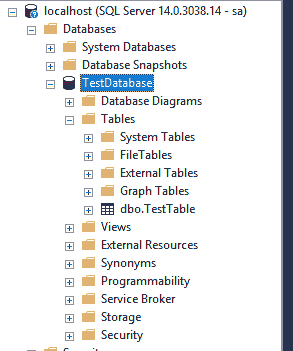 localhost (SQL Server 14.0.3038.14 - sa)
Databases
System Databases
Database Snapshots
TestDatabase
Database Diagrams
Tables
System Tables
FileTables
External Tables
Graph Tables
dbo.TestTable
Views
External Resources
Synonyms
Programmability
Service Broker
Storage
Security